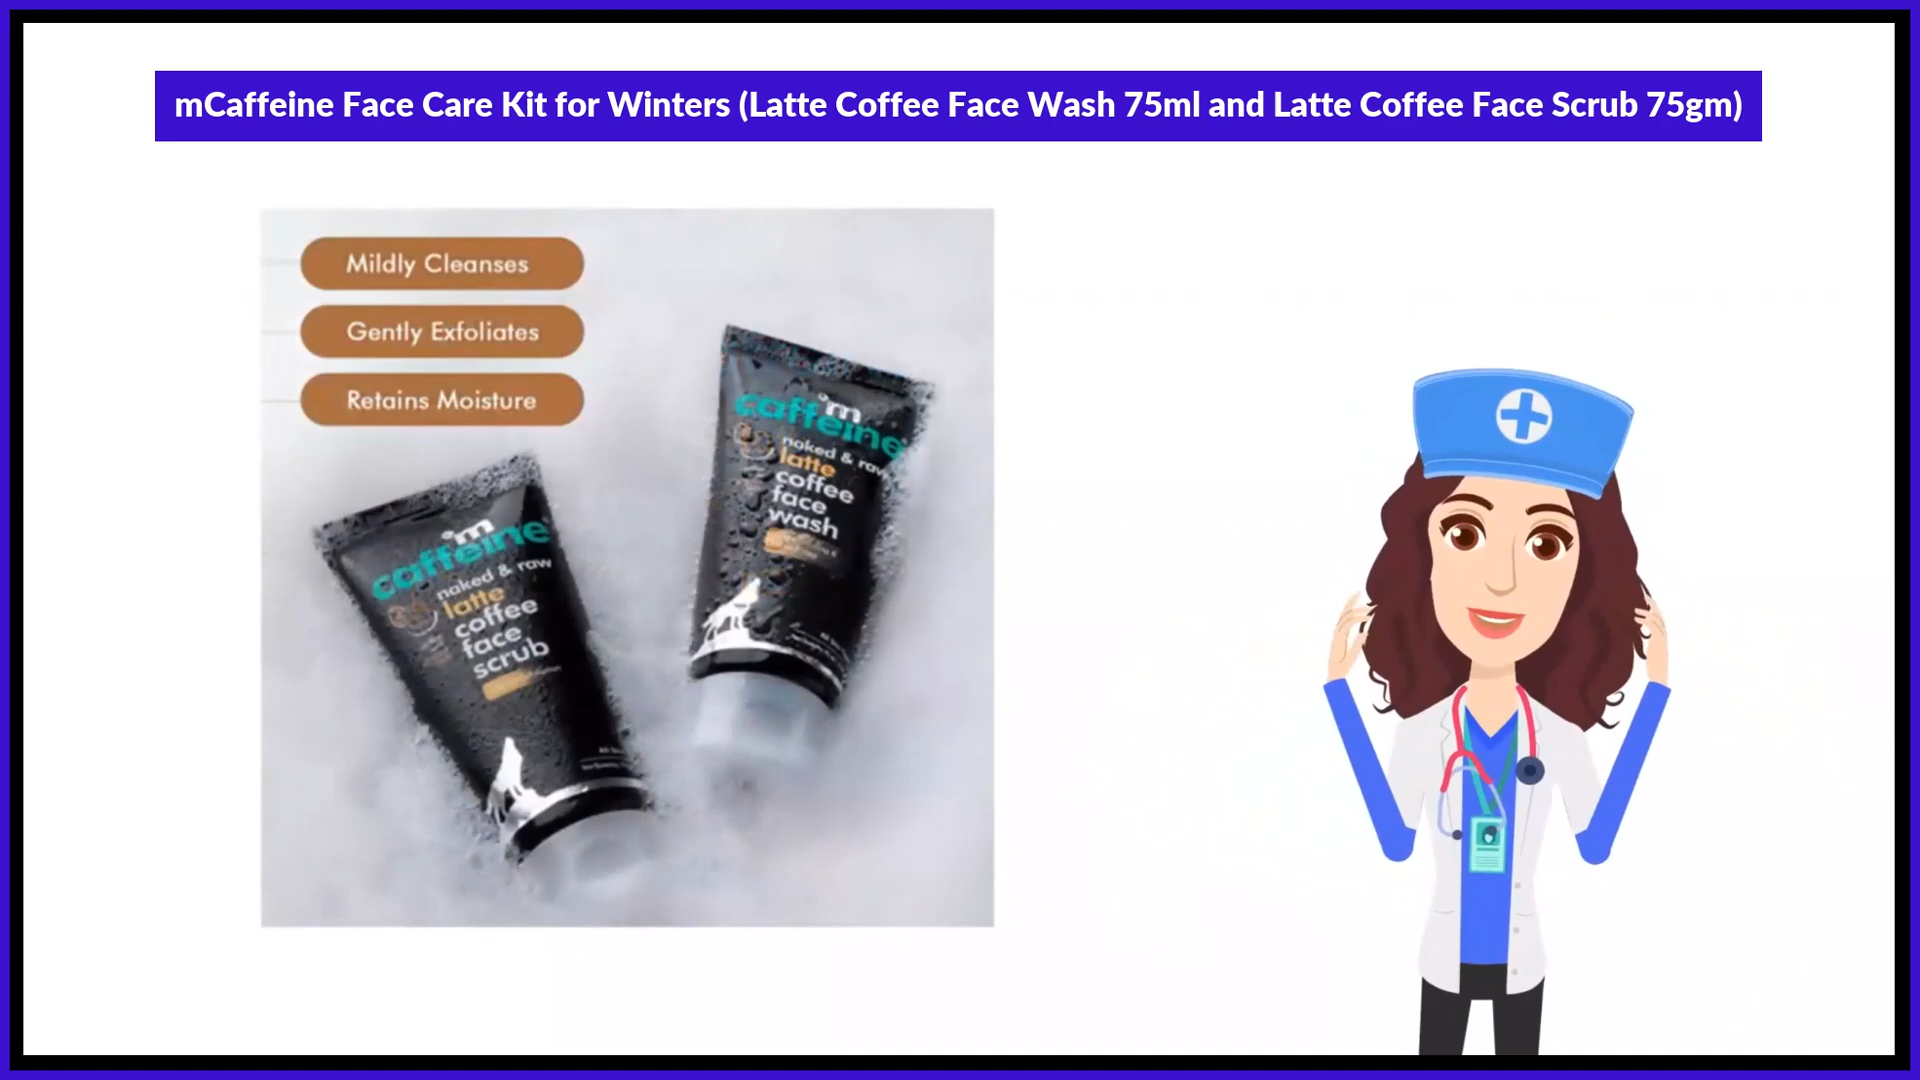 mCaffeine Face Care Kit for Winters (Latte Coffee Face Wash 75ml and Latte Coffee Face Scrub 75gm)
Mildly Cleanses
Gently Exfoliates
Retains Moisture
m
caffeine
naked & raw
latte
coffee
face
scrub
m
caffeine
naked & raw
latte
coffee
face
wash